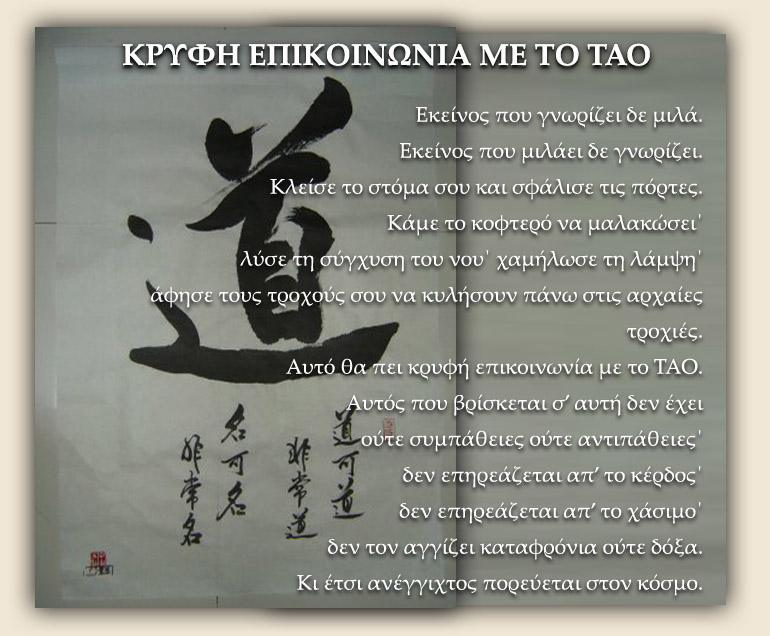 ΚΡΥΦΗ ΕΠΙΚΟΙΝΩΝΙΑ ΜΕ ΤΟ ΤΑΟ
Εκείνος που γνωρίζει δε μιλά.
Εκείνος που μιλάει δε γνωρίζει.
Κλείσε το στόμα σου και σφάλισε τις πόρτες.
Κάμε το κοφτερό να μαλακώσει˙
λύσε τη σύγχυση του νου˙ χαμήλωσε τη λάμψη˙
άφησε τους τροχούς σου να κυλήσουν πάνω στις αρχαίες
τροχιές.
Αυτό θα πει κρυφή επικοινωνία με το ΤΑΟ.
Αυτός που βρίσκεται σ’ αυτή δεν έχει
ούτε συμπάθειες ούτε αντιπάθειες˙
δεν επηρεάζεται απ’ το κέρδος˙
δεν επηρεάζεται απ’ το χάσιμο˙
δεν τον αγγίζει καταφρόνια ούτε δόξα.
Κι έτσι ανέγγιχτος πορεύεται στον κόσμο.
道
道可道
非常道
名可名
非常名